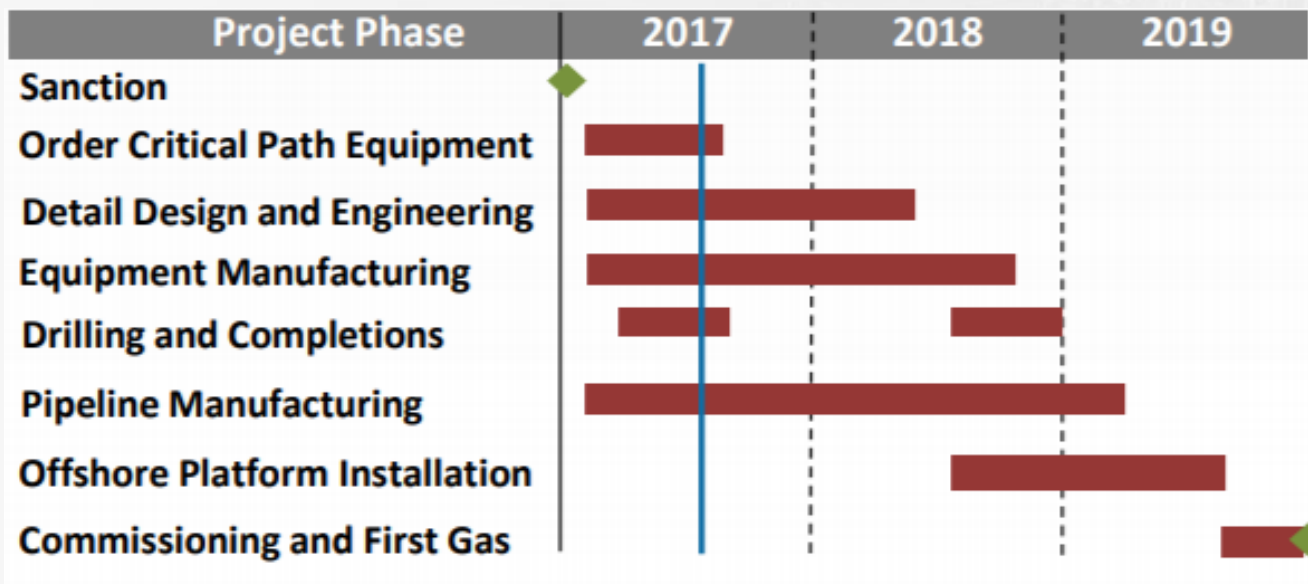 Project Phase 2017 2018 2019
Sanction
Order Critical Path Equipment
Detail Design and Engineering
Equipment Manufacturing
Drilling and Completions
Pipeline Manufacturing
Offshore Platform Installation
Commissioning and First Gas